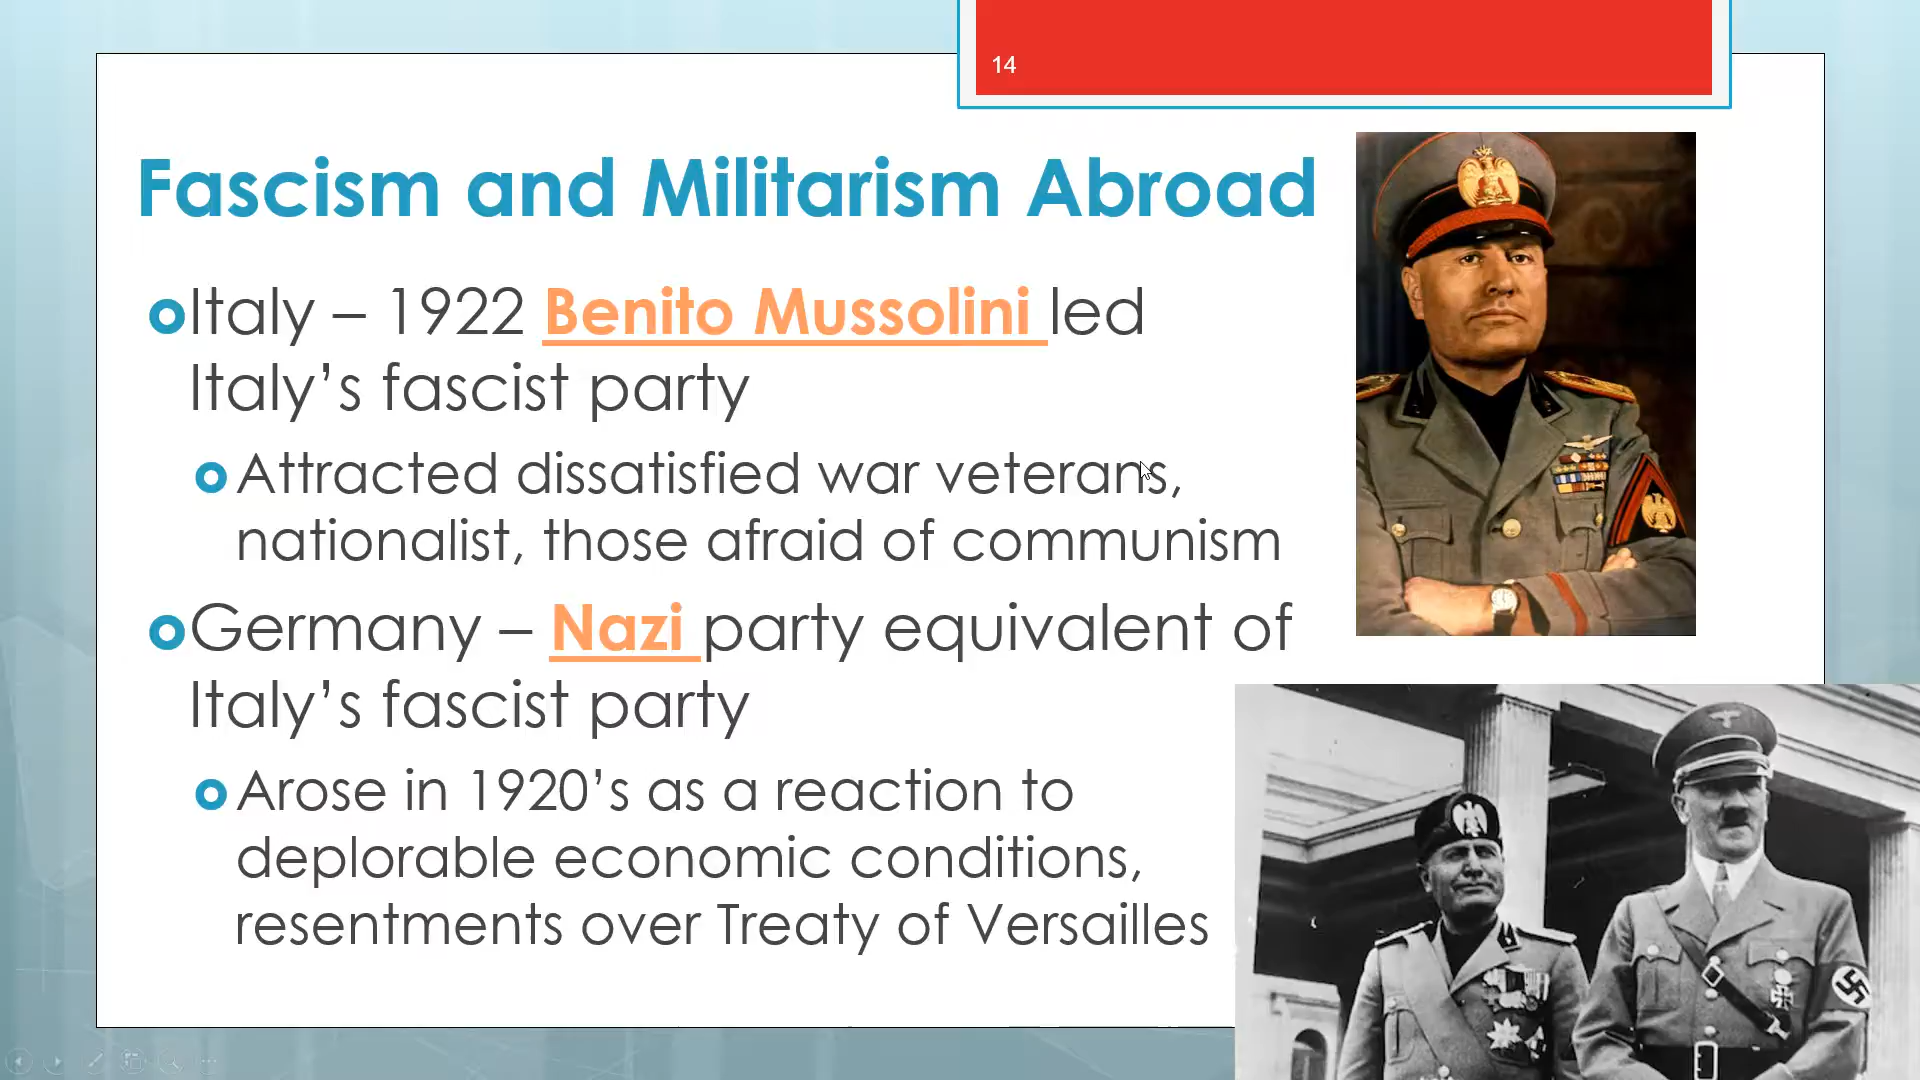 14
Fascism and Militarism Abroad
Italy – 1922 Benito Mussolini led
Italy’s fascist party
Attracted dissatisfied war veterans,
nationalist, those afraid of communism
Germany – Nazi party equivalent of
Italy’s fascist party
Arose in 1920’s as a reaction to
deplorable economic conditions,
resentments over Treaty of Versailles